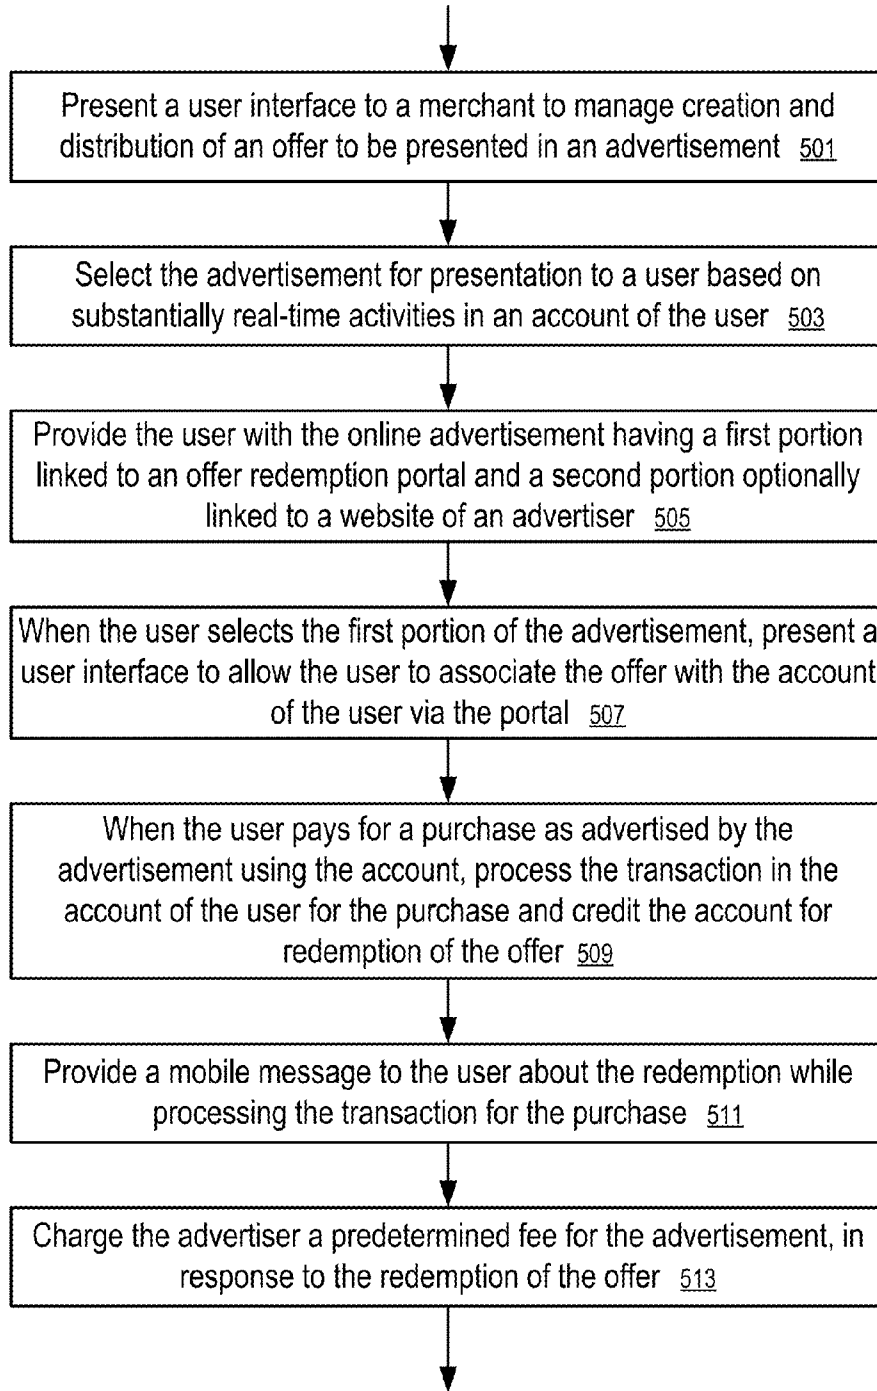 Present a user interface to a merchant to manage creation and
distribution of an offer to be presented in an advertisement 501
Select the advertisement for presentation to a user based on
substantially real-time activities in an account of the user 503
Provide the user with the online advertisement having a first portion
linked to an offer redemption portal and a second portion optionally
linked to a website of an advertiser 505
When the user selects the first portion of the advertisement, present a
user interface to allow the user to associate the offer with the account
of the user via the portal 507
When the user pays for a purchase as advertised by the
advertisement using the account, process the transaction in the
account of the user for the purchase and credit the account for
redemption of the offer 509
Provide a mobile message to the user about the redemption while
processing the transaction for the purchase 511
Charge the advertiser a predetermined fee for the advertisement, in
response to the redemption of the offer 513